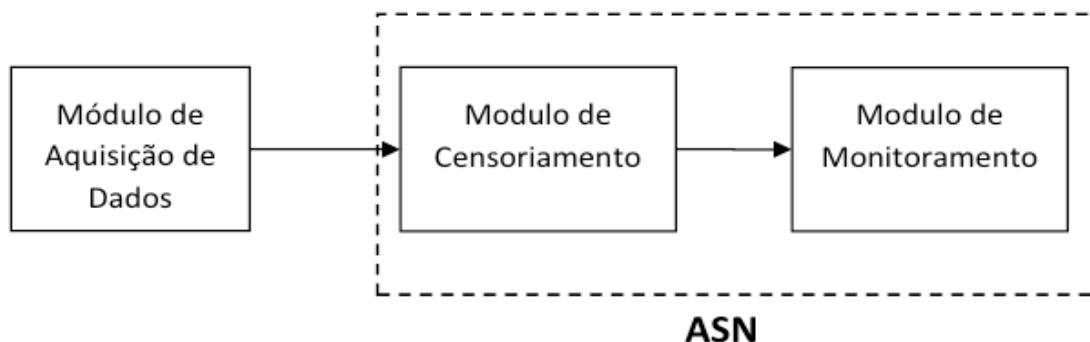 Módulo de
Aquisição de
Dados
Modulo de
Censoriamento
Modulo de
Monitoramento
ASN